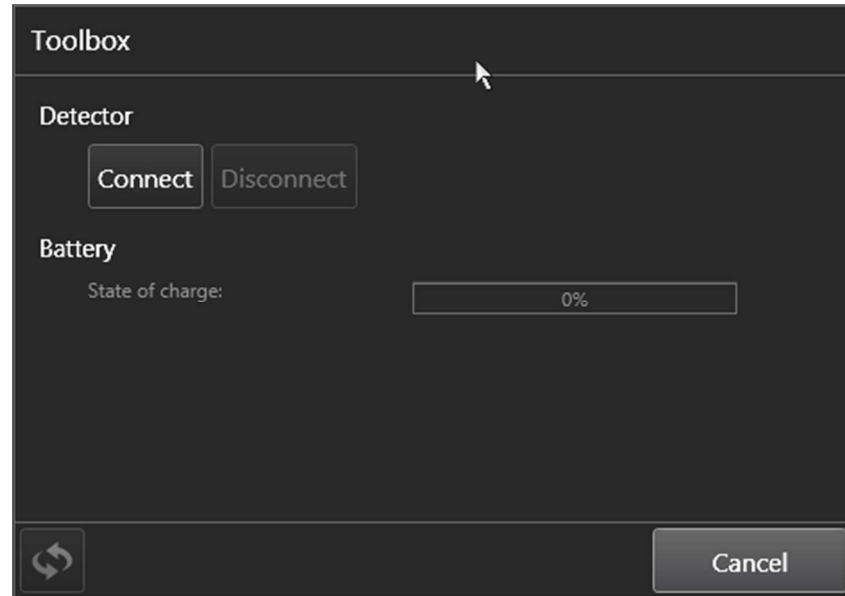 Toolbox
Detector
Connect Disconnect
Battery
State of charge: 0%
Cancel